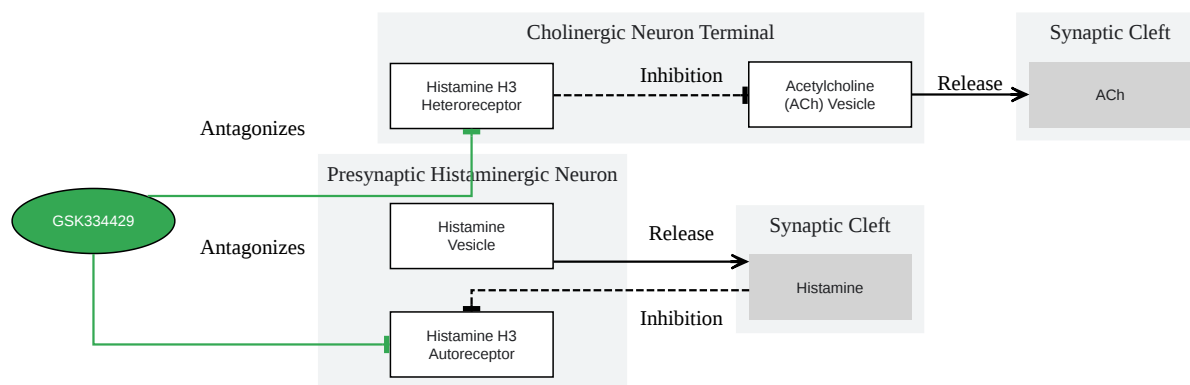 Cholinergic Neuron Terminal
Synaptic Cleft
Histamine H3
Heteroreceptor
Inhibition
Acetylcholine
(ACh) Vesicle
Release
ACh
Antagonizes
Presynaptic Histaminergic Neuron
GSK334429
Antagonizes
Histamine
Vesicle
Release
Synaptic Cleft
Histamine
Inhibition
Histamine H3
Autoreceptor